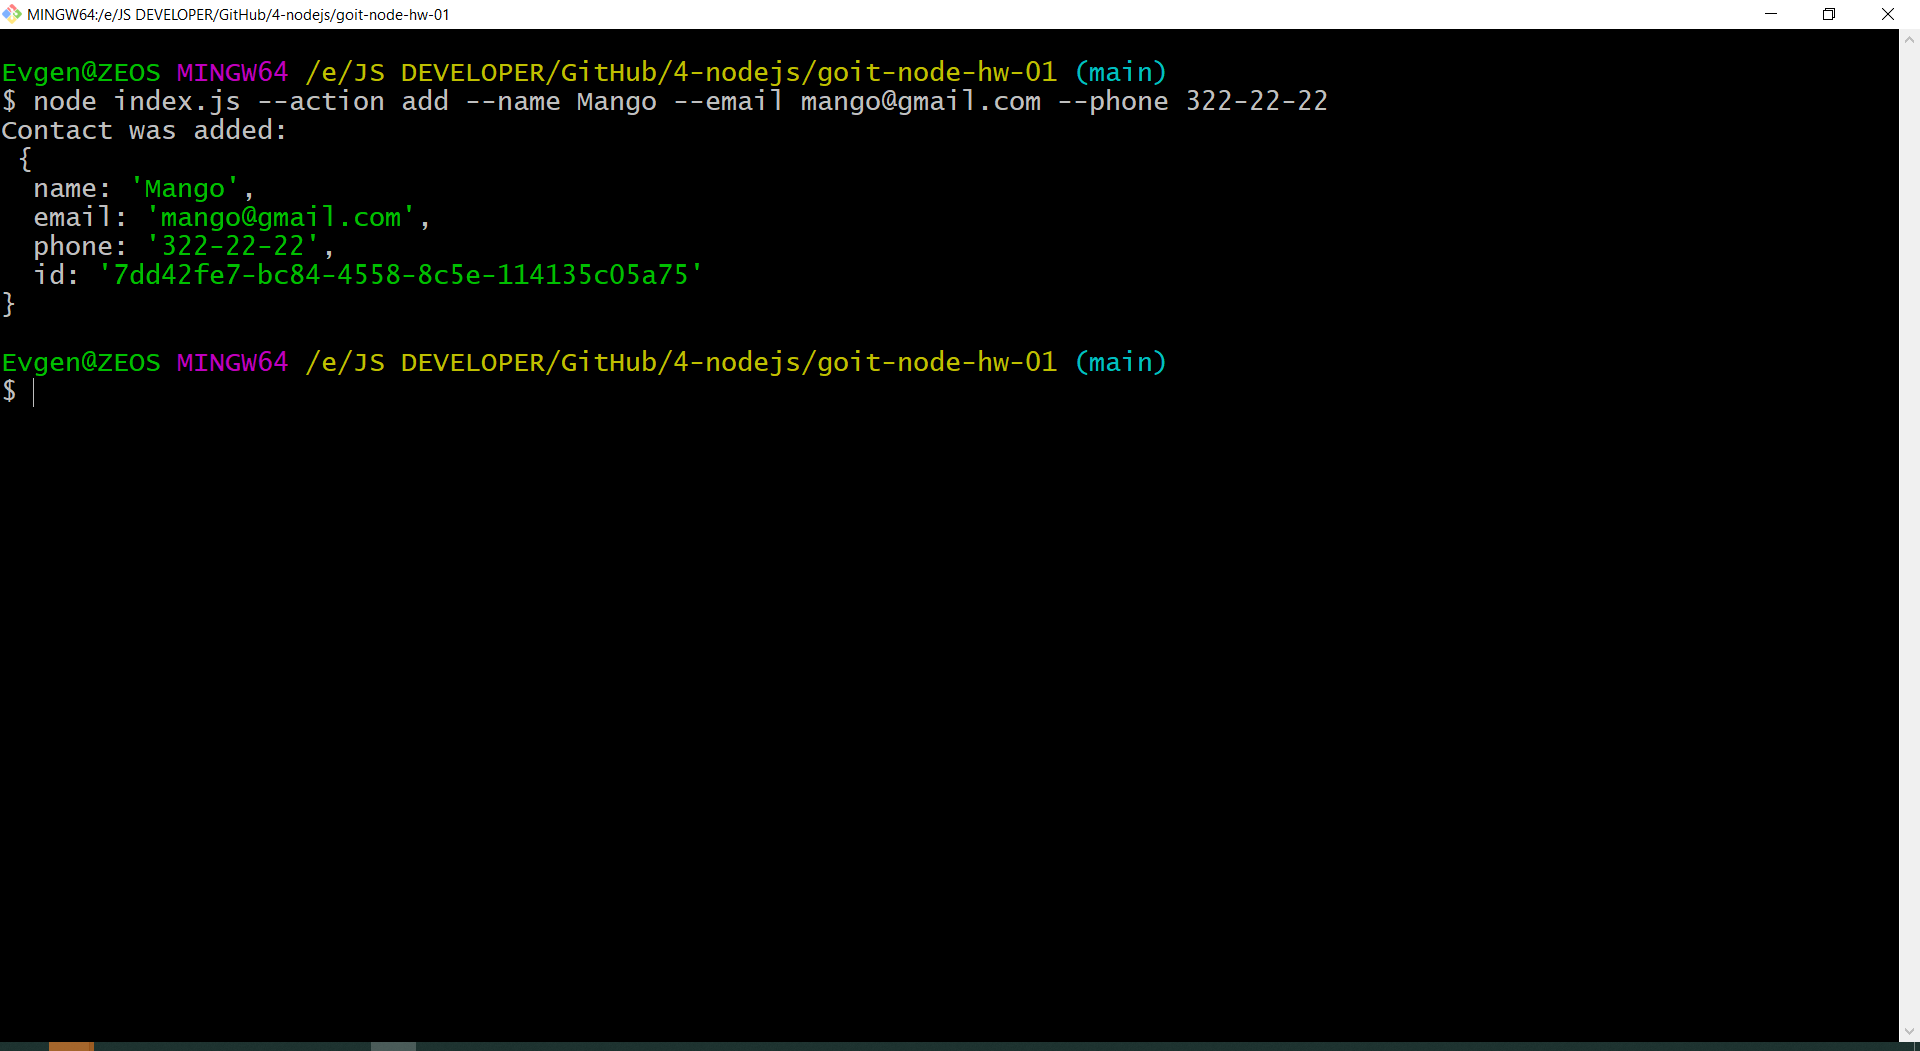 MINGW64:/e/JS DEVELOPER/GitHub/4-nodejs/goit-node-hw-01
Evgen@ZEOS MINGW64 /e/JS DEVELOPER/GitHub/4-nodejs/goit-node-hw-01 (main)
$ node index.js --action add --name Mango --email mango@gmail.com --phone 322-22-22
Contact was added:
 {
  name: 'Mango',
  email: 'mango@gmail.com',
  phone: '322-22-22',
  id: '7dd42fe7-bc84-4558-8c5e-114135c05a75'
}
Evgen@ZEOS MINGW64 /e/JS DEVELOPER/GitHub/4-nodejs/goit-node-hw-01 (main)
$